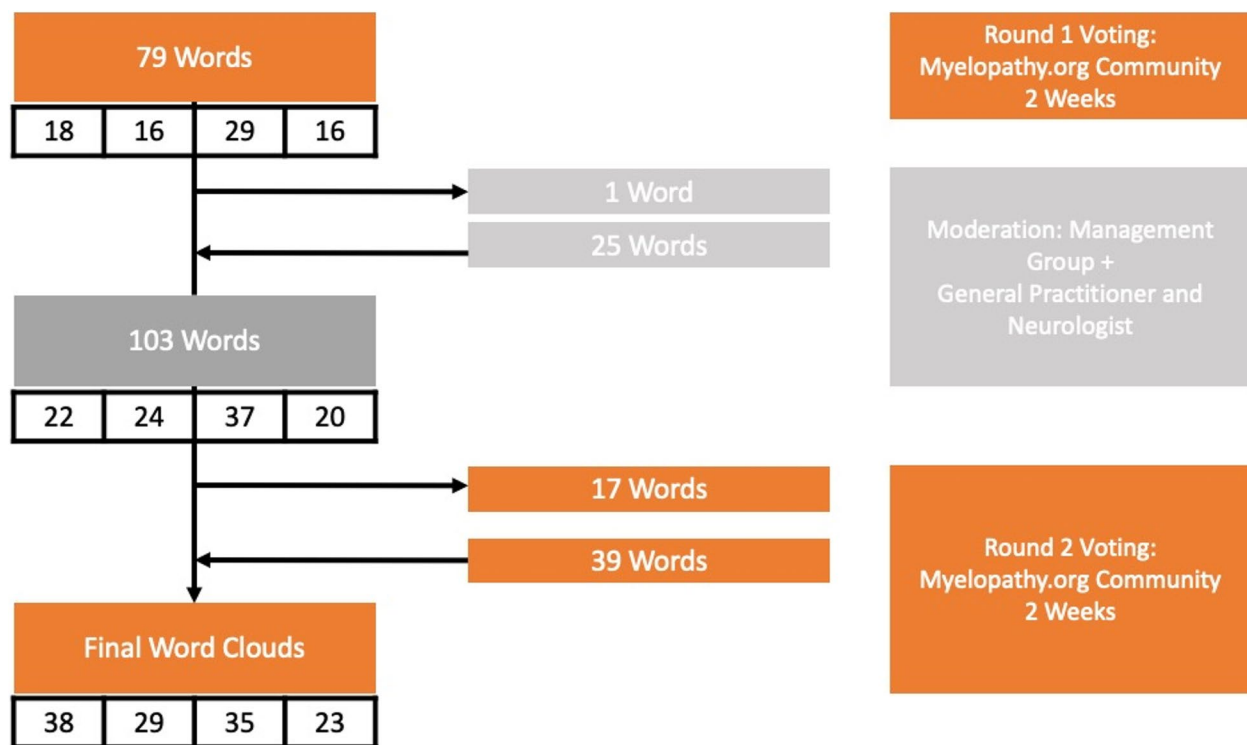 79 Words
18 16 29 16
Round 1 Voting:
Myelopathy.org Community
2 Weeks
1 Word
25 Words
Moderation: Management
Group +
General Practitioner and
Neurologist
103 Words
22 24 37 20
17 Words
39 Words
Round 2 Voting:
Myelopathy.org Community
2 Weeks
Final Word Clouds
38 29 35 23